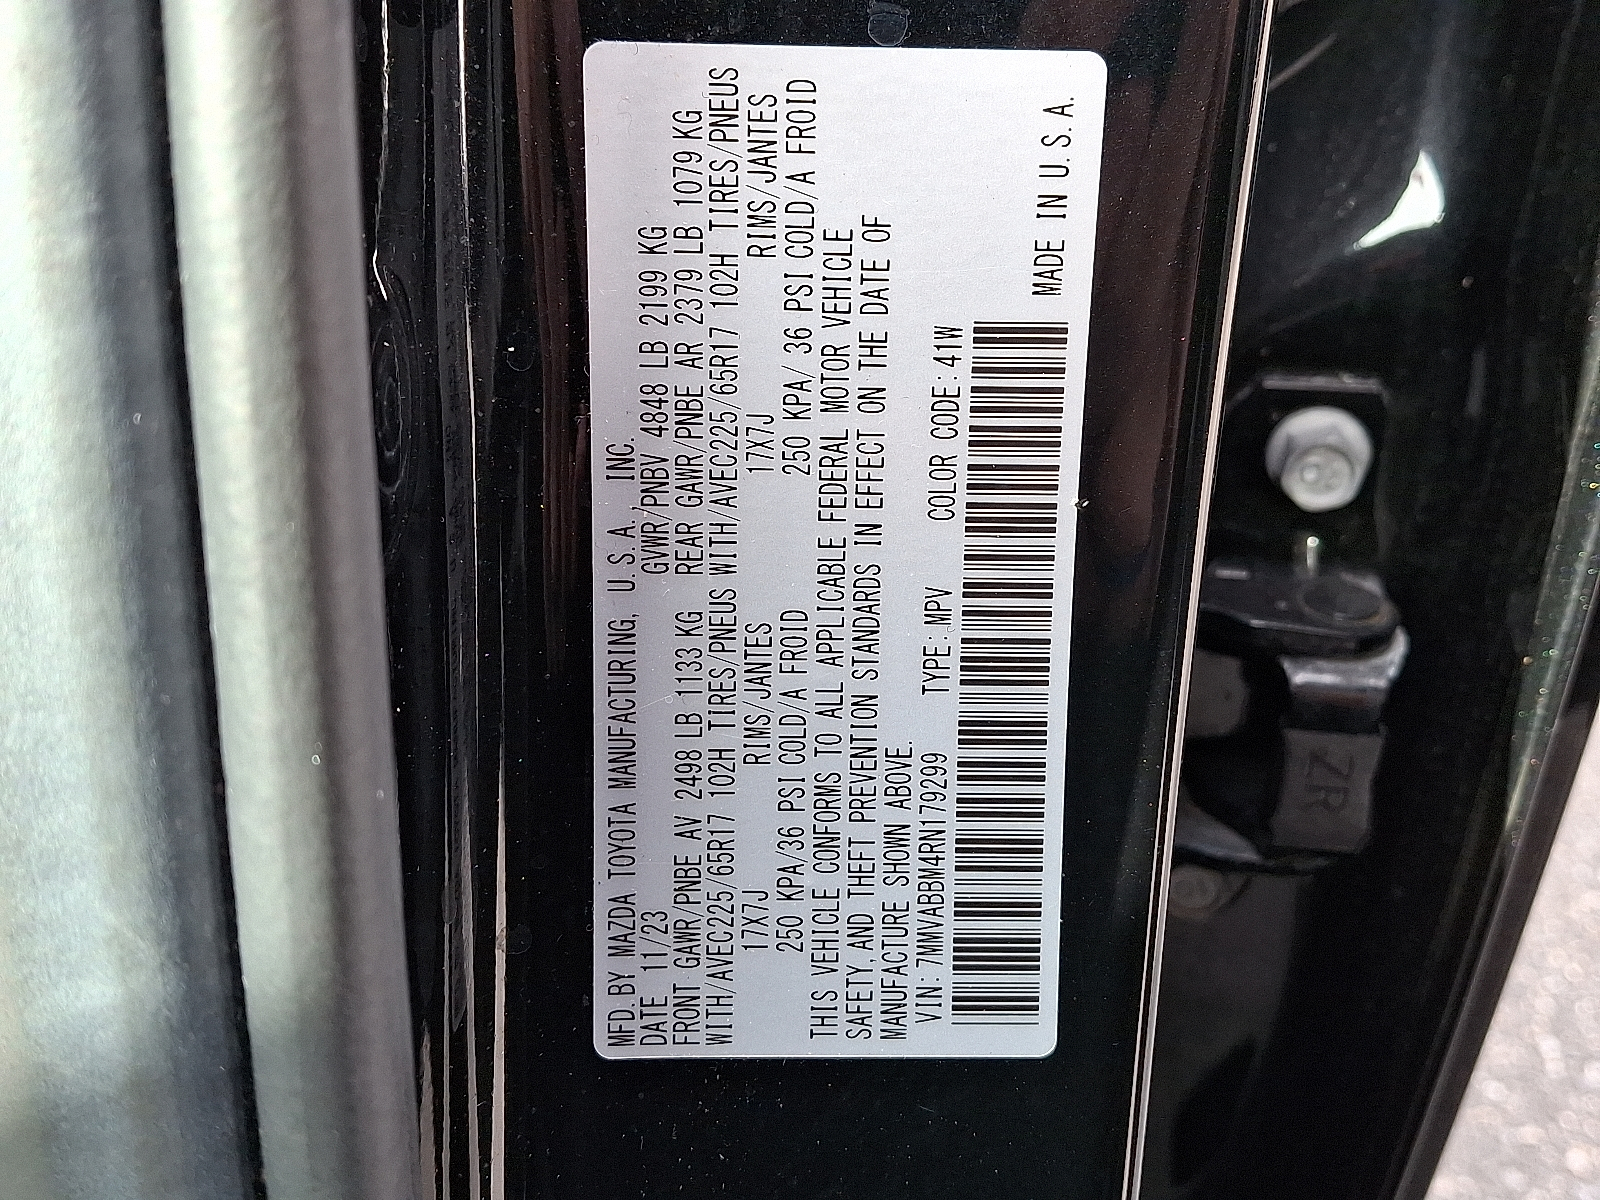 MFD. BY MAZDA TOYOTA MANUFACTURING, U. S. A., INC.
DATE 11/23 GVWR/PNBV 4848 LB 2199 KG
FRONT GAWR/PNBE AV 2498 LB 1133 KG REAR GAWR/PNBE AR 2379 LB 1079 KG
WITH/AVEC225/65R17 102H TIRES/PNEUS WITH/AVEC225/65R17 102H TIRES/PNEUS
17X7J RIMS/JANTES 17X7J RIMS/JANTES
250 KPA/36 PSI COLD/A FROID 250 KPA/ 36 PSI COLD/A FROID
THIS VEHICLE CONFORMS TO ALL APPLICABLE FEDERAL MOTOR VEHICLE
SAFETY, AND THEFT PREVENTION STANDARDS IN EFFECT ON THE DATE OF
MANUFACTURE SHOWN ABOVE.
VIN: 7MMVABBM4RN179299 TYPE: MPV COLOR CODE: 41W
MADE IN U. S. A.
ZR